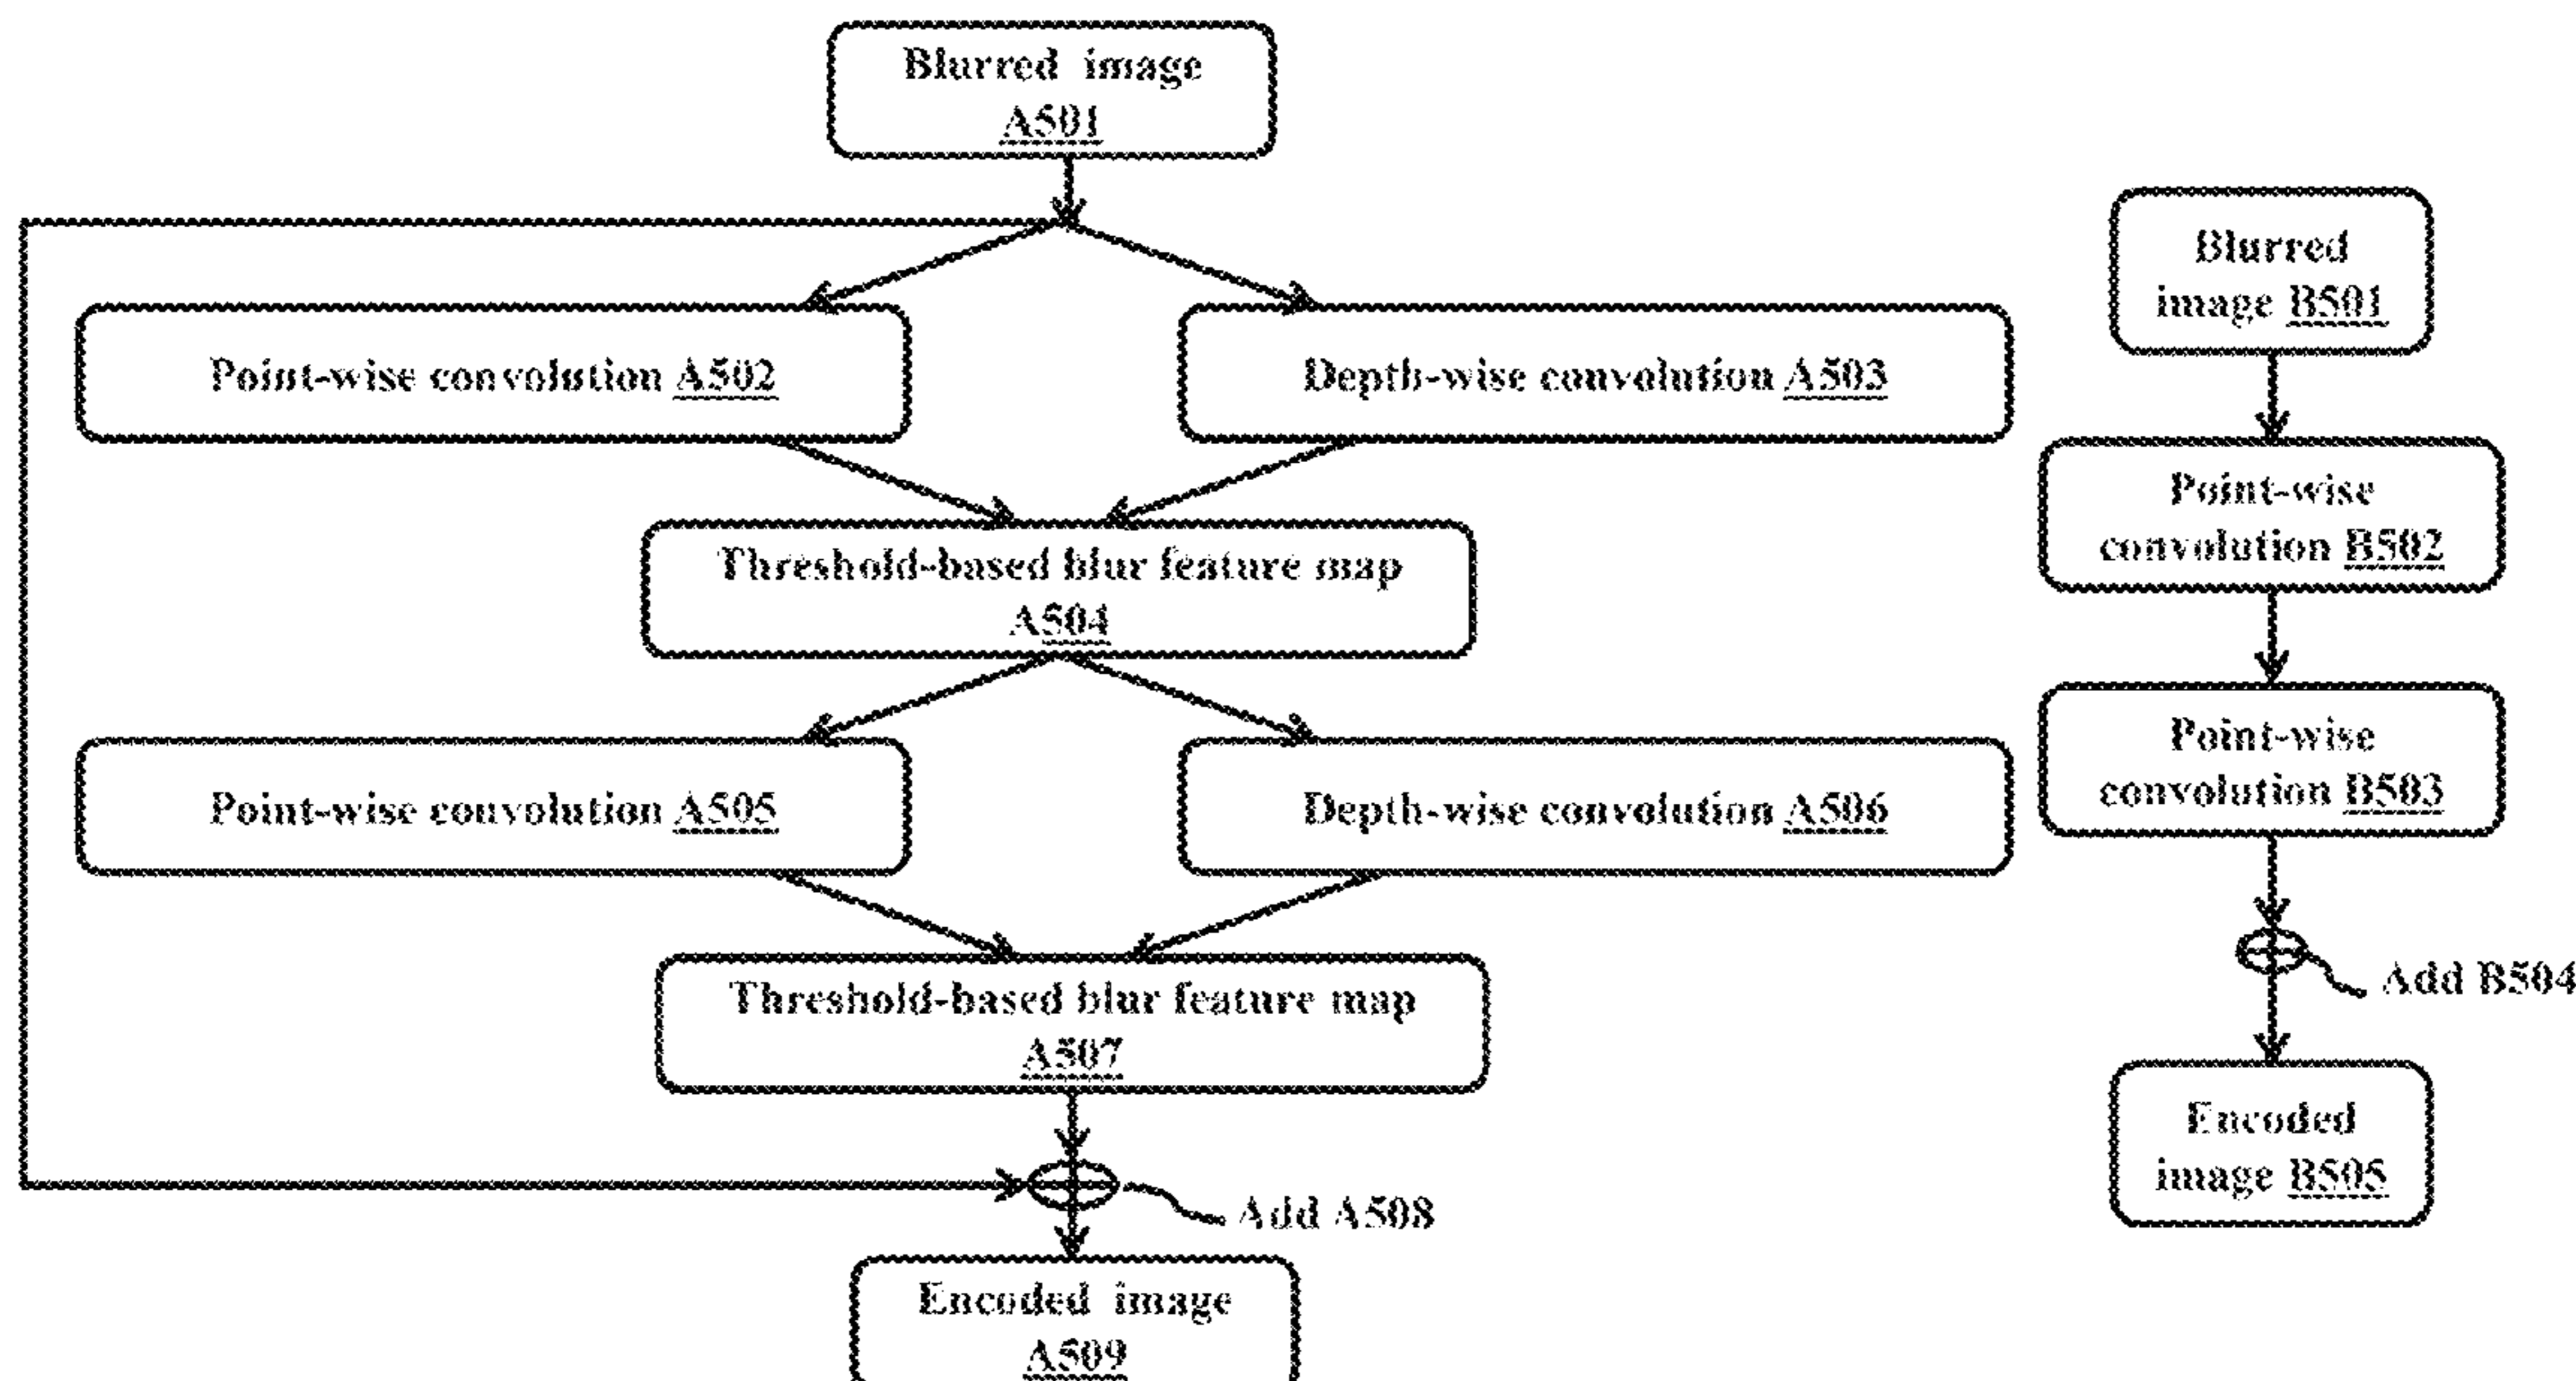 Blurred image
A501
Point-wise convolution A502
Depth-wise convolution A503
Threshold-based blur feature map
A504
Point-wise convolution A505
Depth-wise convolution A506
Threshold-based blur feature map
A507
Add A508
Encoded image
A509
Blurred
image B501
Point-wise
convolution B502
Point-wise
convolution B503
Add B504
Encoded
image B505